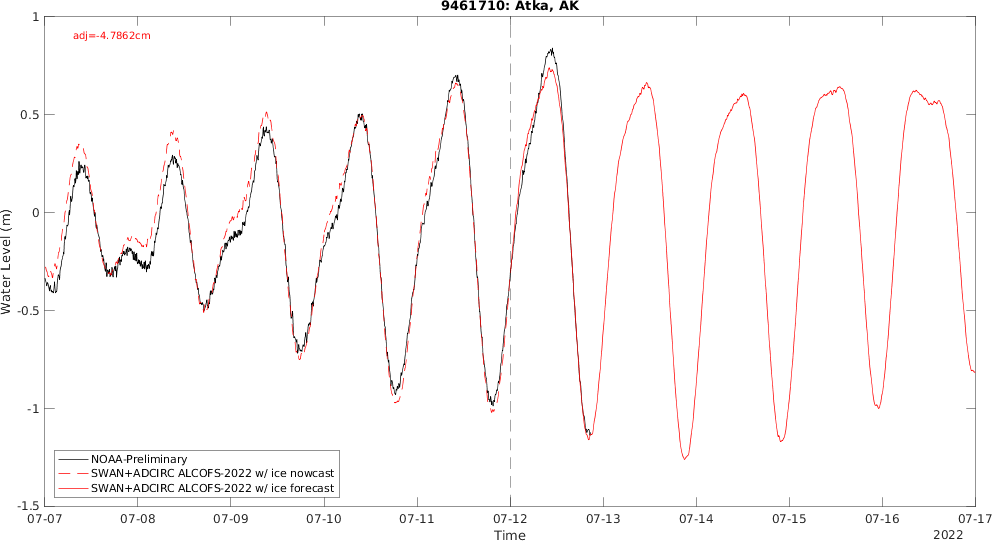 9461710: Atka, AK
adj=-4.7862cm
1
0.5
0
-0.5
-1
-1.5
Water Level (m)
NOAA-Preliminary
SWAN+ADCIRC ALCOFS-2022 w/ ice nowcast
SWAN+ADCIRC ALCOFS-2022 w/ ice forecast
07-07 07-08 07-09 07-10 07-11 07-12 07-13 07-14 07-15 07-16 07-17
Time
2022